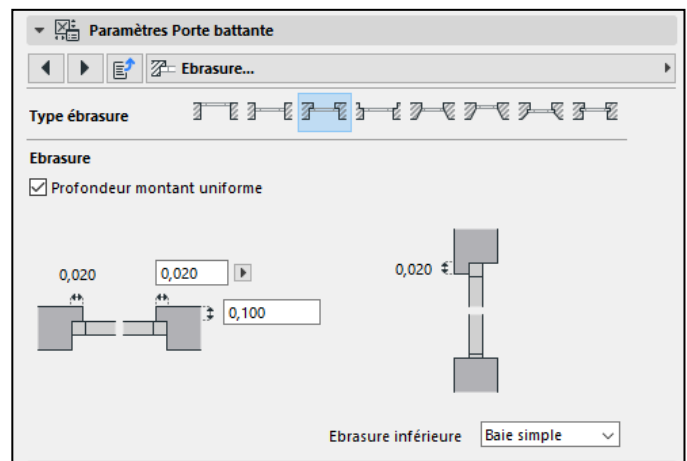 Paramètres Porte battante
Ebrasure...
Type ébrasure
Ebrasure
Profondeur montant uniforme
0,020
0,020
0,020
0,100
Ebrasure inférieure
Baie simple